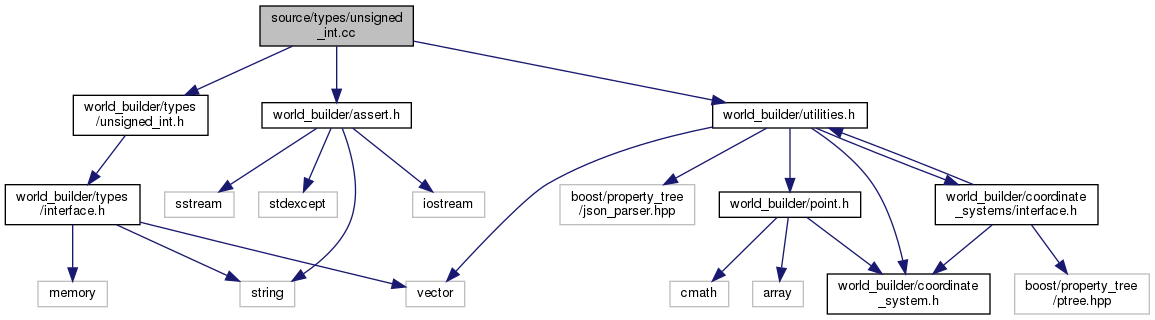 source/types/unsigned
_int.cc
world_builder/types
/unsigned_int.h
world_builder/assert.h
world_builder/utilities.h
world_builder/types
/interface.h
sstream
stdexcept
iostream
boost/property_tree
/json_parser.hpp
world_builder/point.h
world_builder/coordinate
_systems/interface.h
memory
string
vector
cmath
array
world_builder/coordinate
_system.h
boost/property_tree
/ptree.hpp